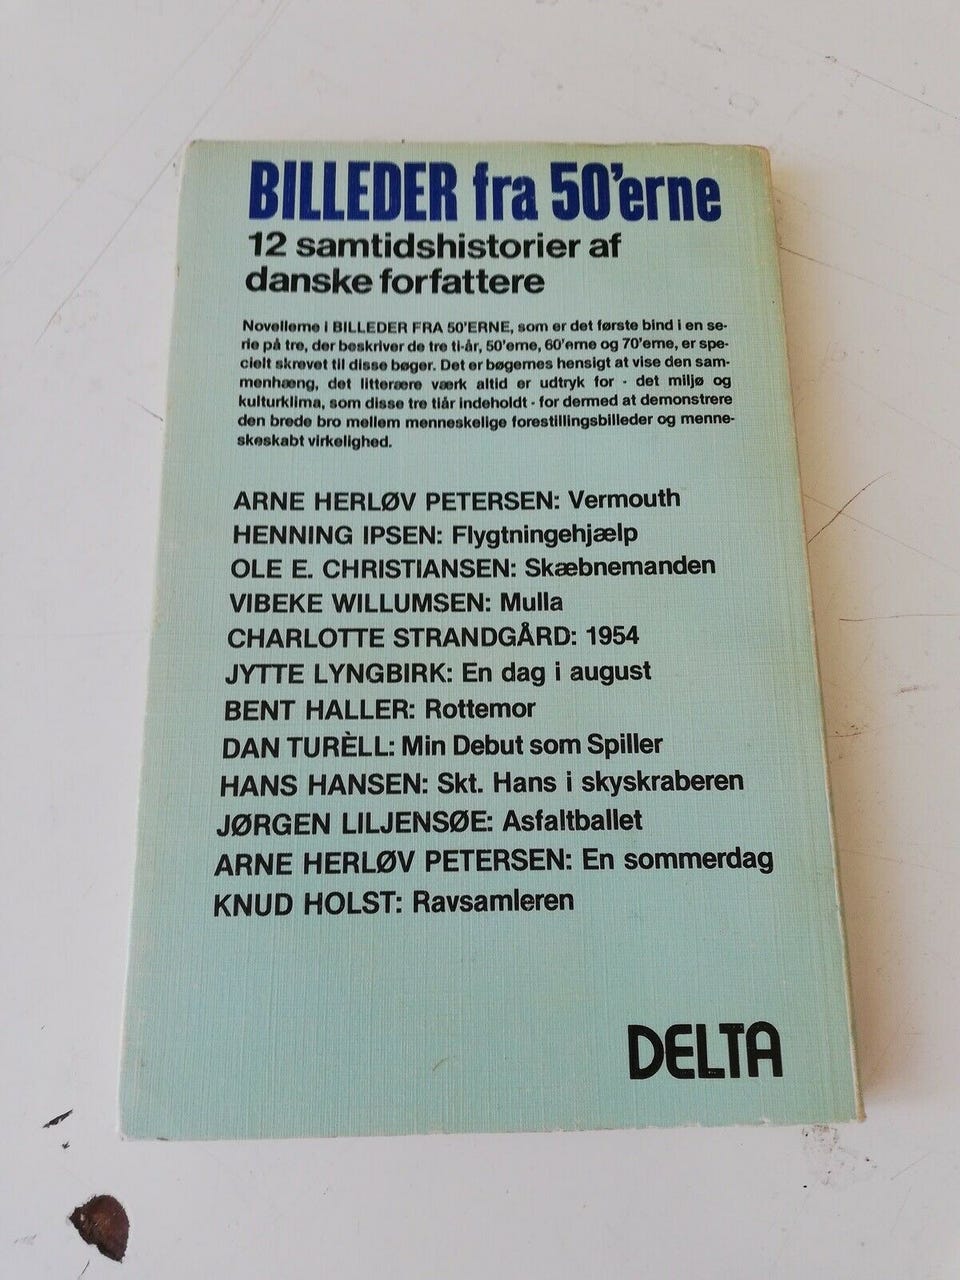 BILLEDER fra 50'erne
12 samtidshistorier af
danske forfattere
Novellerne i BILLEDER FRA 50'ERNE, som er det første bind i en se-
rie på tre, der beskriver de tre ti-år, 50'erne, 60'erne og 70'erne, er spe-
cielt skrevet til disse bøger. Det er bøgernes hensigt at vise den sam-
menhæng, det litterære værk altid er udtryk for - det miljø og
kulturklima, som disse tre tiår indeholdt - for dermed at demonstrere
den brede bro mellem menneskelige forestillingsbilleder og menne-
skeskabt virkelighed.
ARNE HERLØV PETERSEN: Vermouth
HENNING IPSEN: Flygtningehjælp
OLE E. CHRISTIANSEN: Skæbnemanden
VIBEKE WILLUMSEN: Mulla
CHARLOTTE STRANDGÅRD: 1954
JYTTE LYNGBIRK: En dag i august
BENT HALLER: Rottemor
DAN TURÈLL: Min Debut som Spiller
HANS HANSEN: Skt. Hans i skyskraberen
JØRGEN LILJENSØE: Asfaltballet
ARNE HERLØV PETERSEN: En sommerdag
KNUD HOLST: Ravsamleren
DELTA